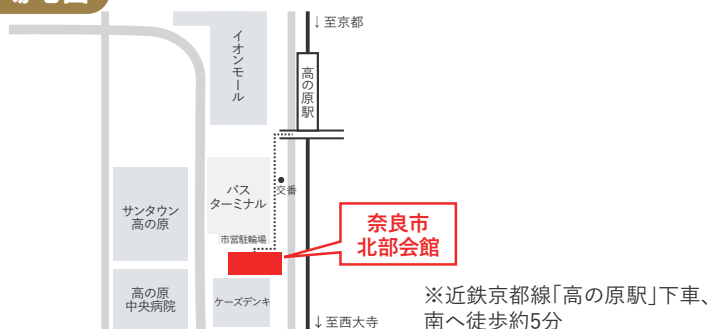 場地図
↓至京都
イオンモール
高の原駅
バス
ターミナル
交番
サンタウン
高の原
市営駐輪場
奈良市
北部会館
高の原
中央病院
ケーズデンキ
↓至西大寺
※近鉄京都線「高の原駅」下車、
南へ徒歩約5分